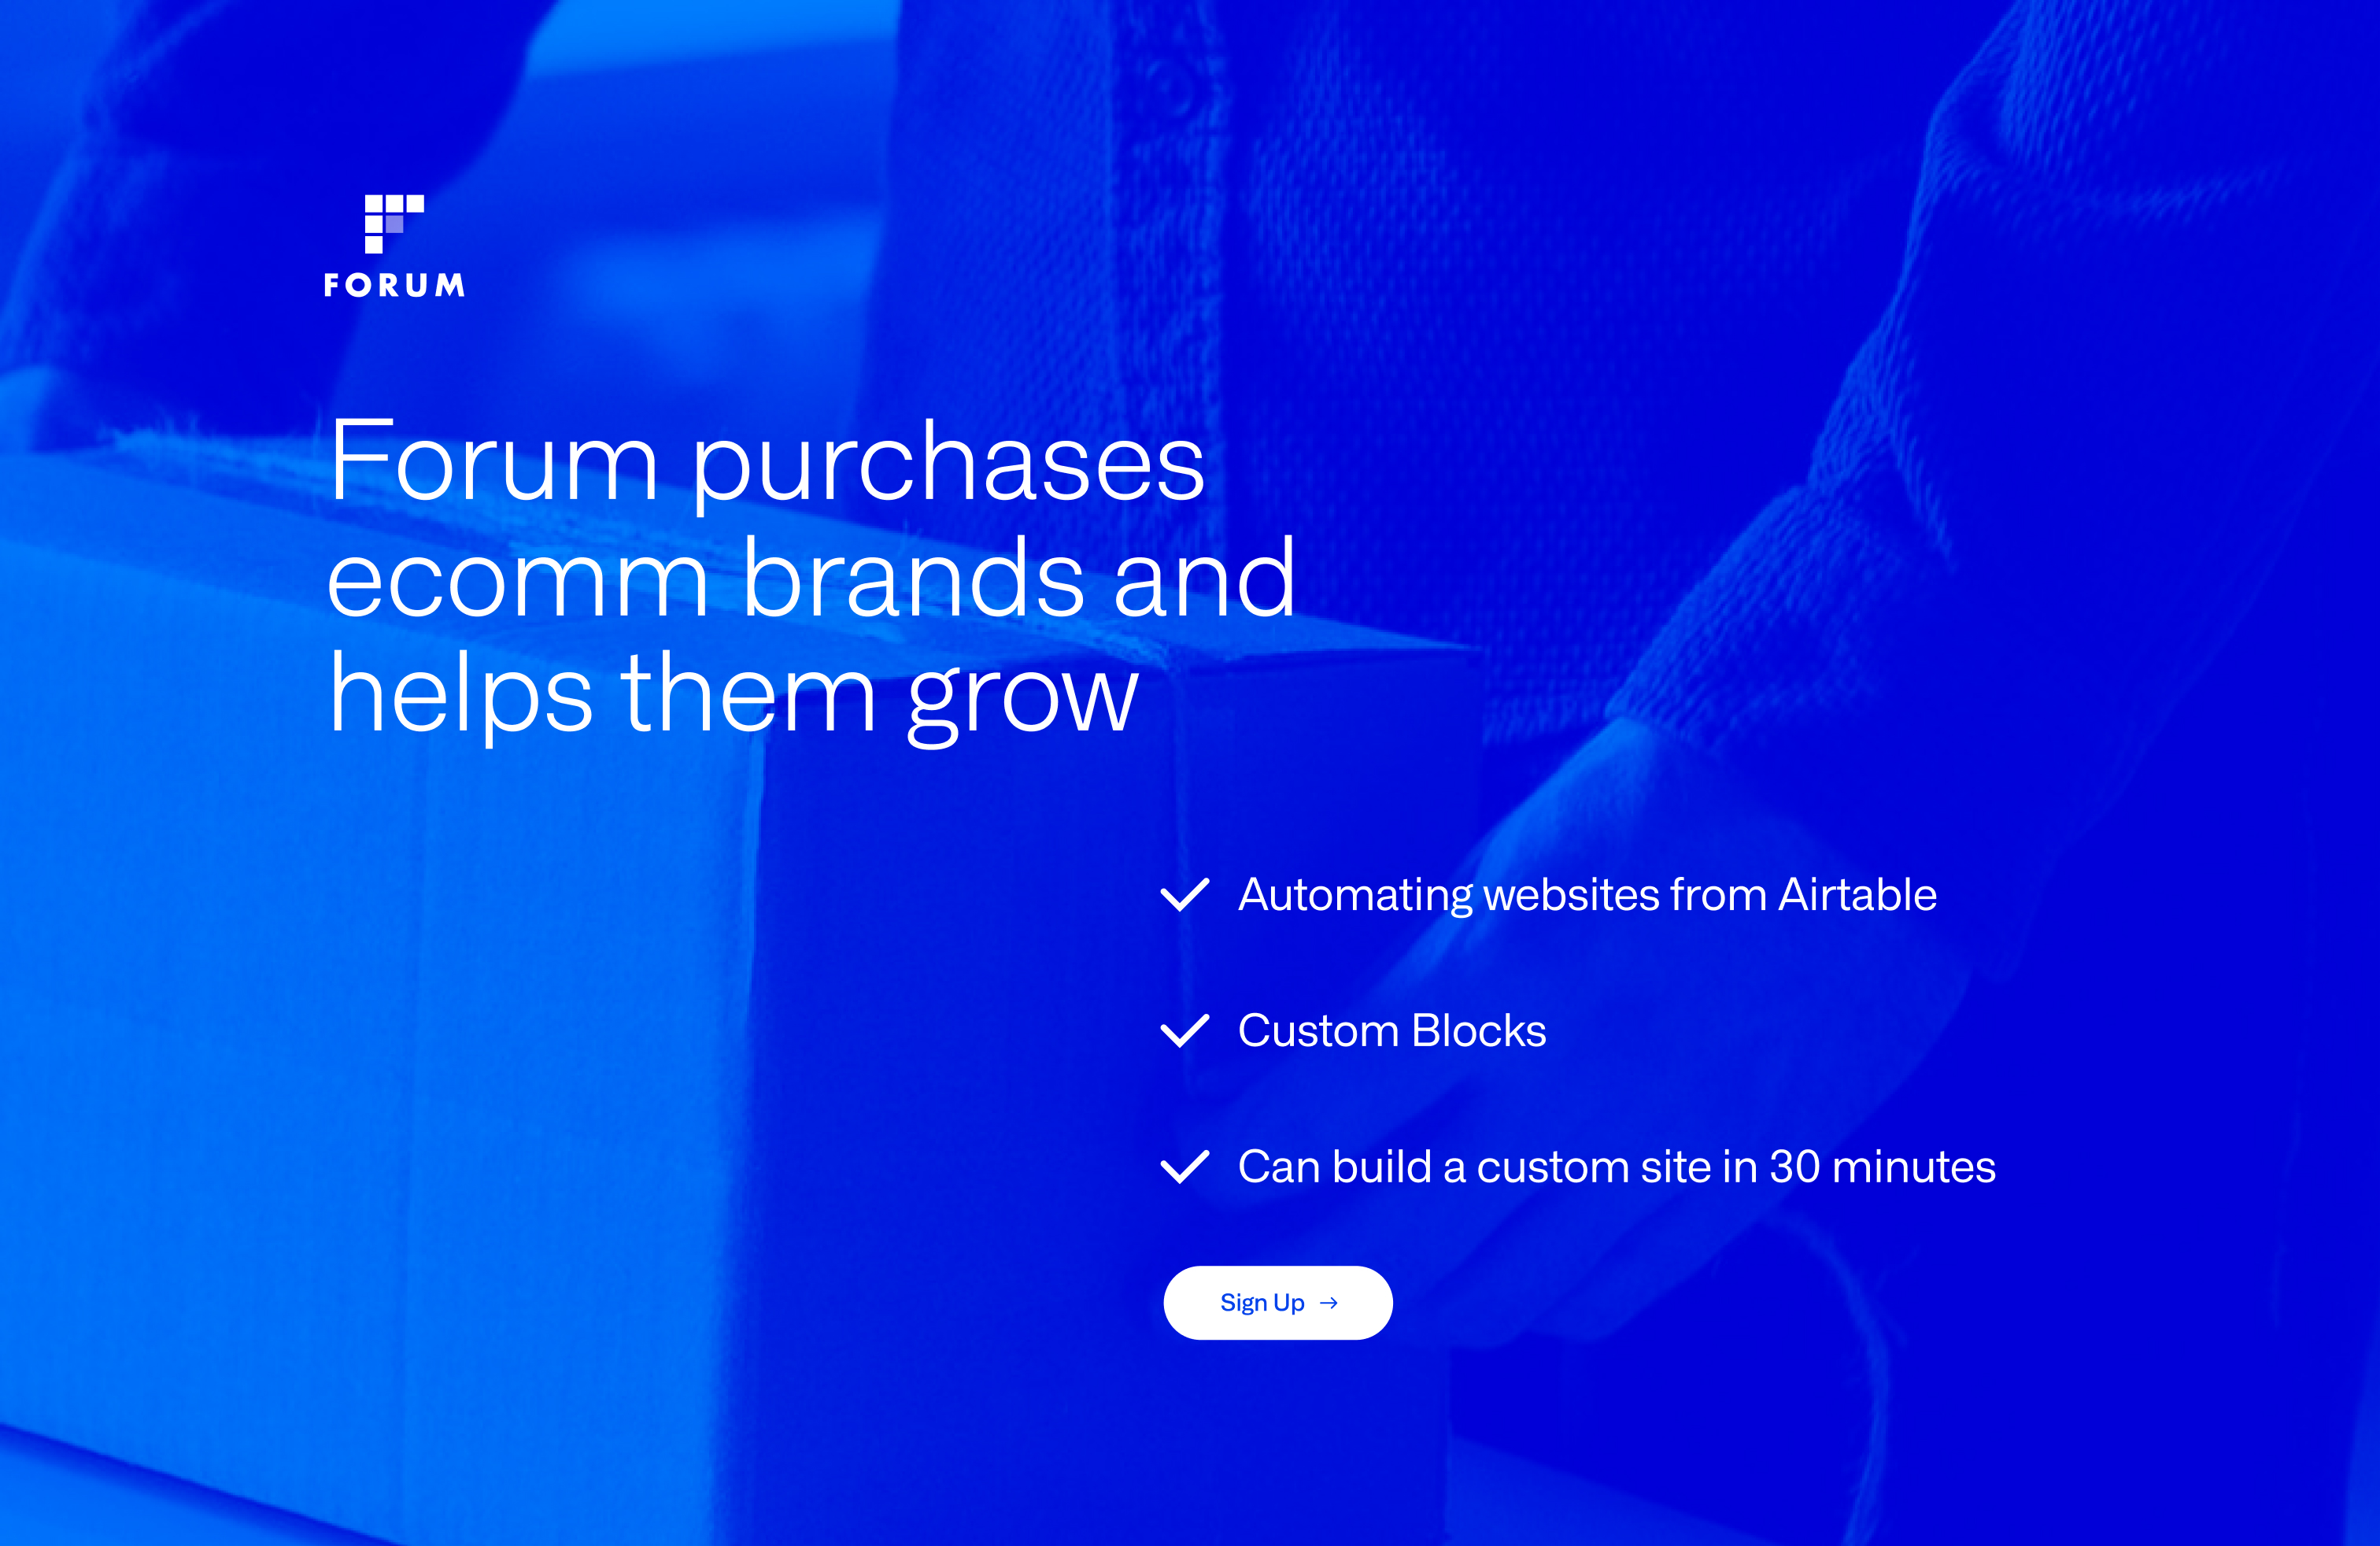 FORUM
Forum purchases
ecomm brands and
helps them grow
Automating websites from Airtable
Custom Blocks
Can build a custom site in 30 minutes
Sign Up →